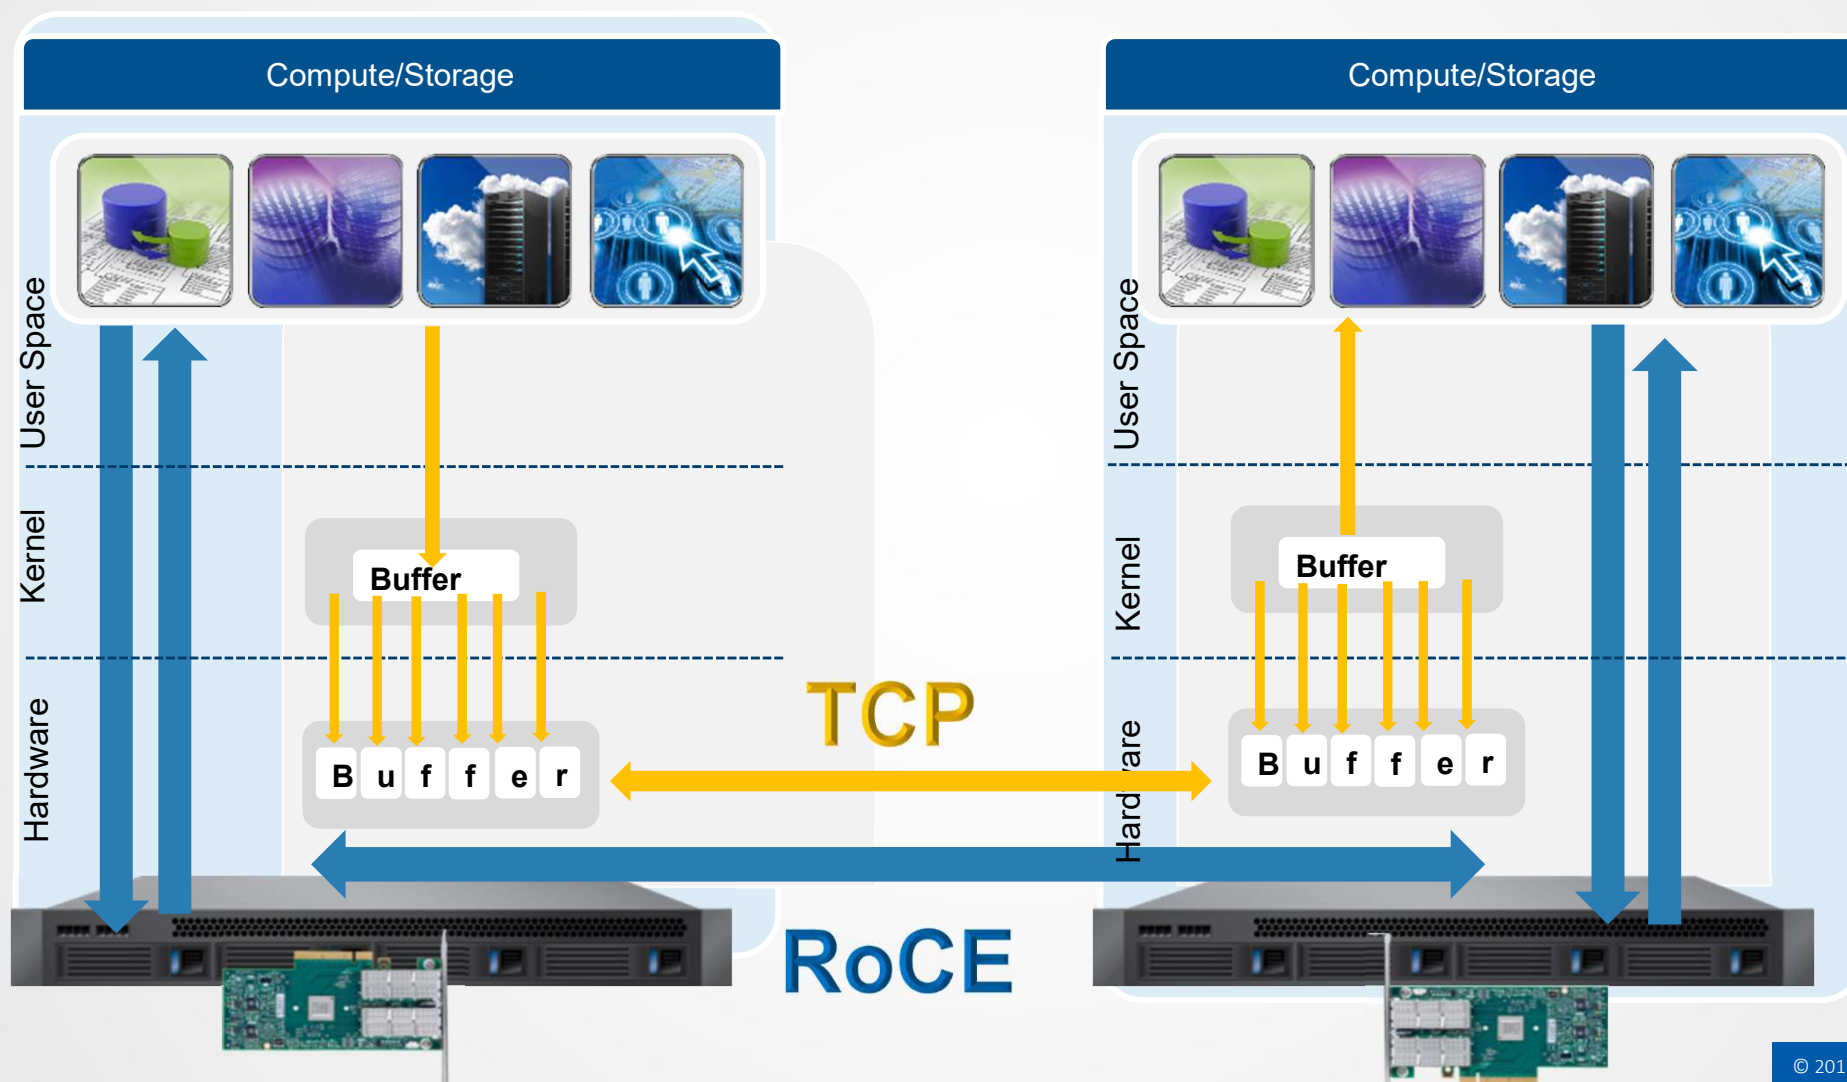 Compute/Storage
User Space
Kernel
Buffer
Hardware
B u f f e r
Compute/Storage
User Space
Kernel
Buffer
Hardware
B u f f e r
TCP
RoCE
© 201